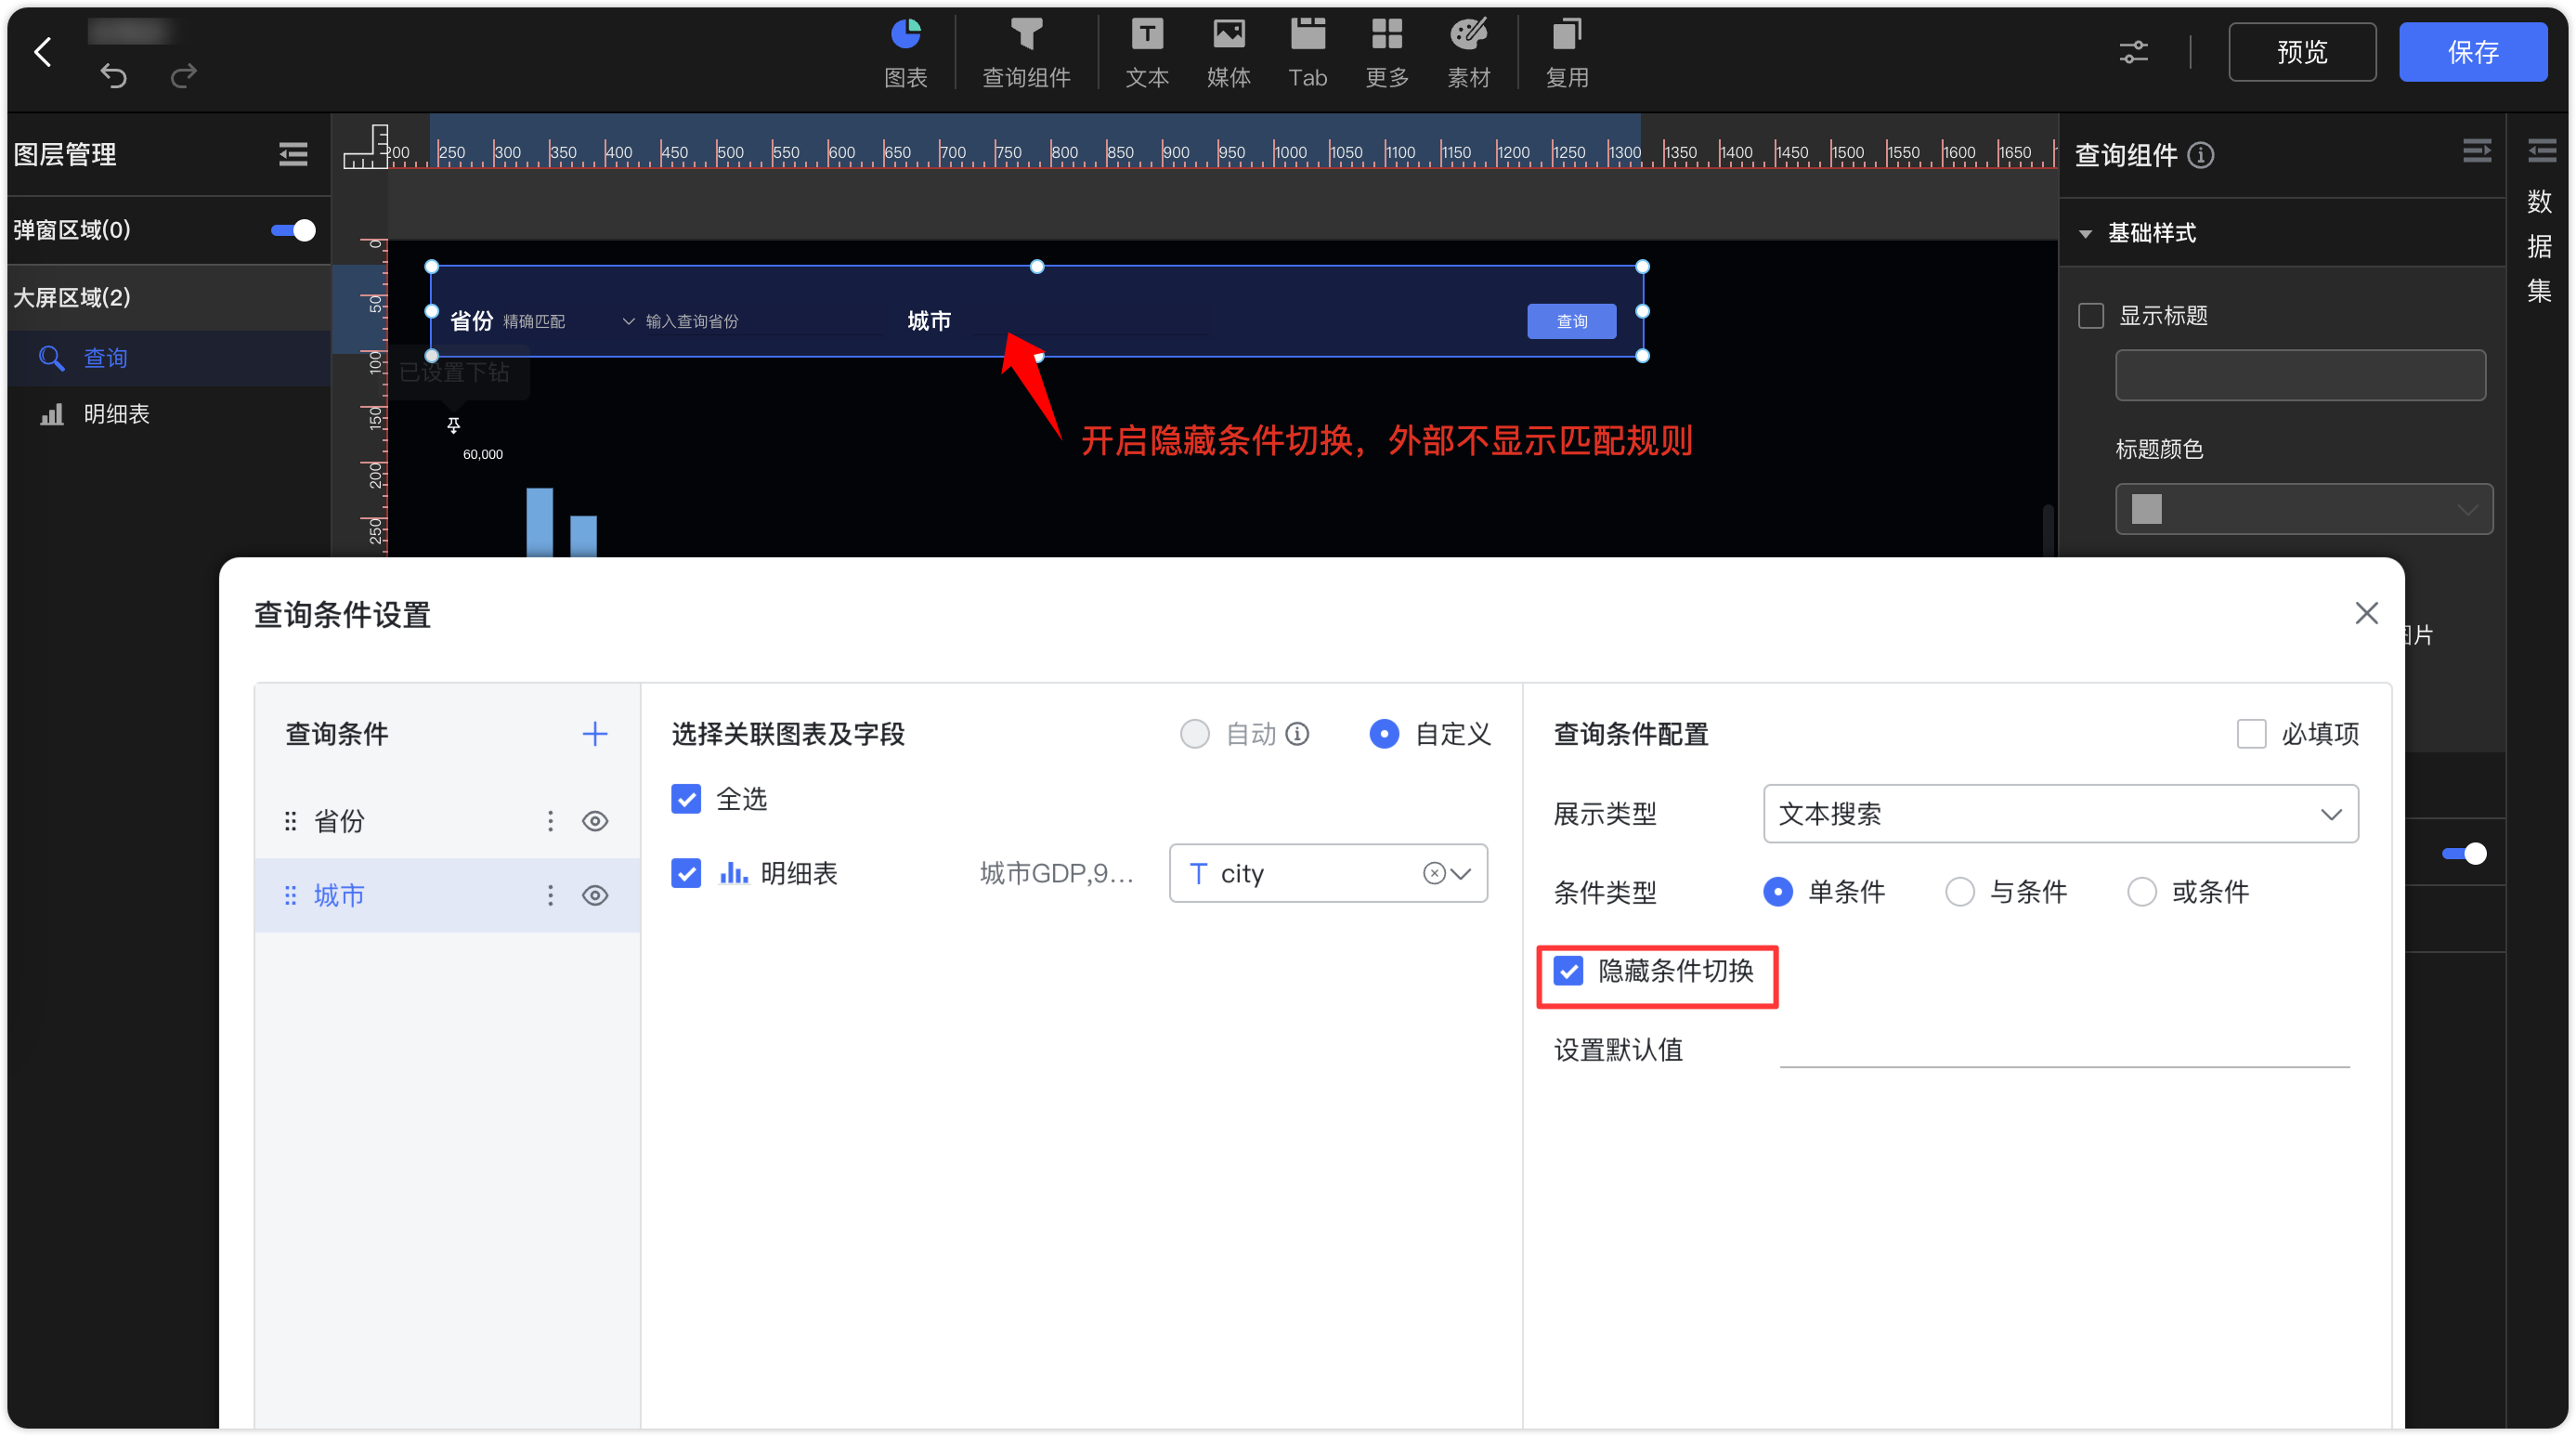 图表
查询组件
文本
媒体
Tab
更多
素材
复用
预览
保存
图层管理
弹窗区域(0)
大屏区域(2)
查询
明细表
200 250 300 350 400 450 500 550 600 650 700 750 800 850 900 950 1000 1050 1100 1150 1200 1250 1300 1350 1400 1450 1500 1550 1600 1650
0
50
100
150
200
250
省份 精确匹配 输入查询省份 城市 查询
已设置下钻
60,000
开启隐藏条件切换，外部不显示匹配规则
查询组件
基础样式
显示标题
标题颜色
图片
数据集
查询条件设置
查询条件
省份
城市
选择关联图表及字段 自动 自定义
全选
明细表 城市GDP,9... T city
查询条件配置 必填项
展示类型 文本搜索
条件类型 单条件 与条件 或条件
隐藏条件切换
设置默认值